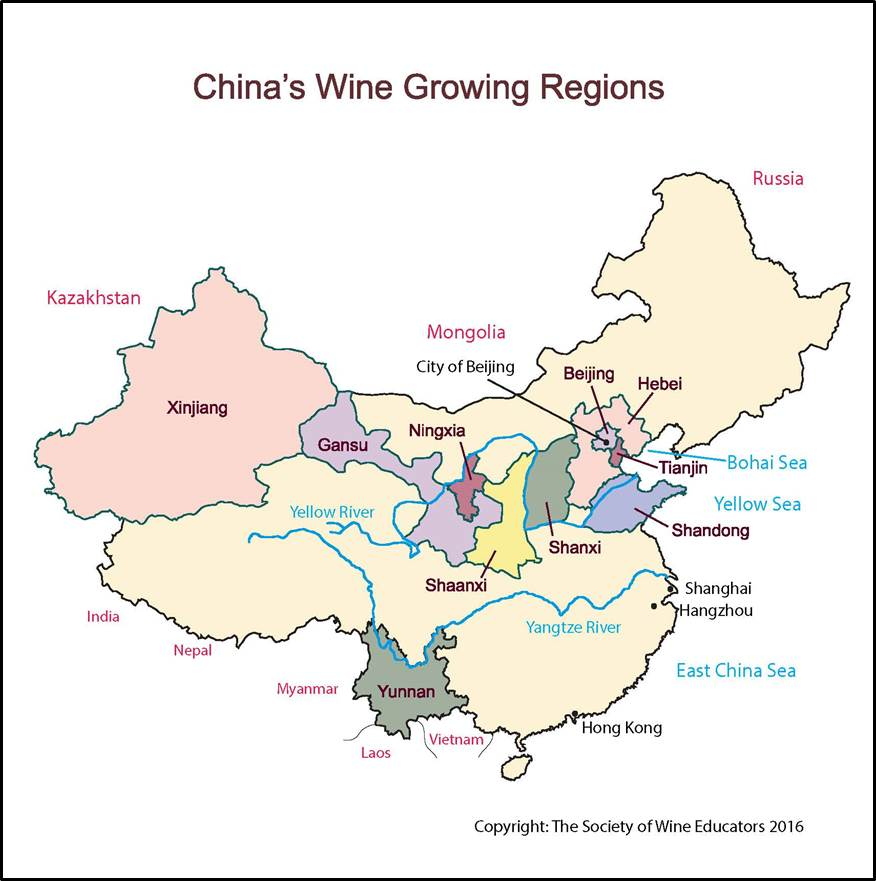 China’s Wine Growing Regions
Russia
Kazakhstan
Mongolia
City of Beijing
Beijing
Hebei
Xinjiang
Ningxia
Gansu
Tianjin
Bohai Sea
Yellow River
Yellow Sea
Shandong
Shanxi
Shaanxi
Shanghai
Hangzhou
India
Yangtze River
Nepal
East China Sea
Myanmar
Yunnan
Hong Kong
Vietnam
Laos
Copyright: The Society of Wine Educators 2016